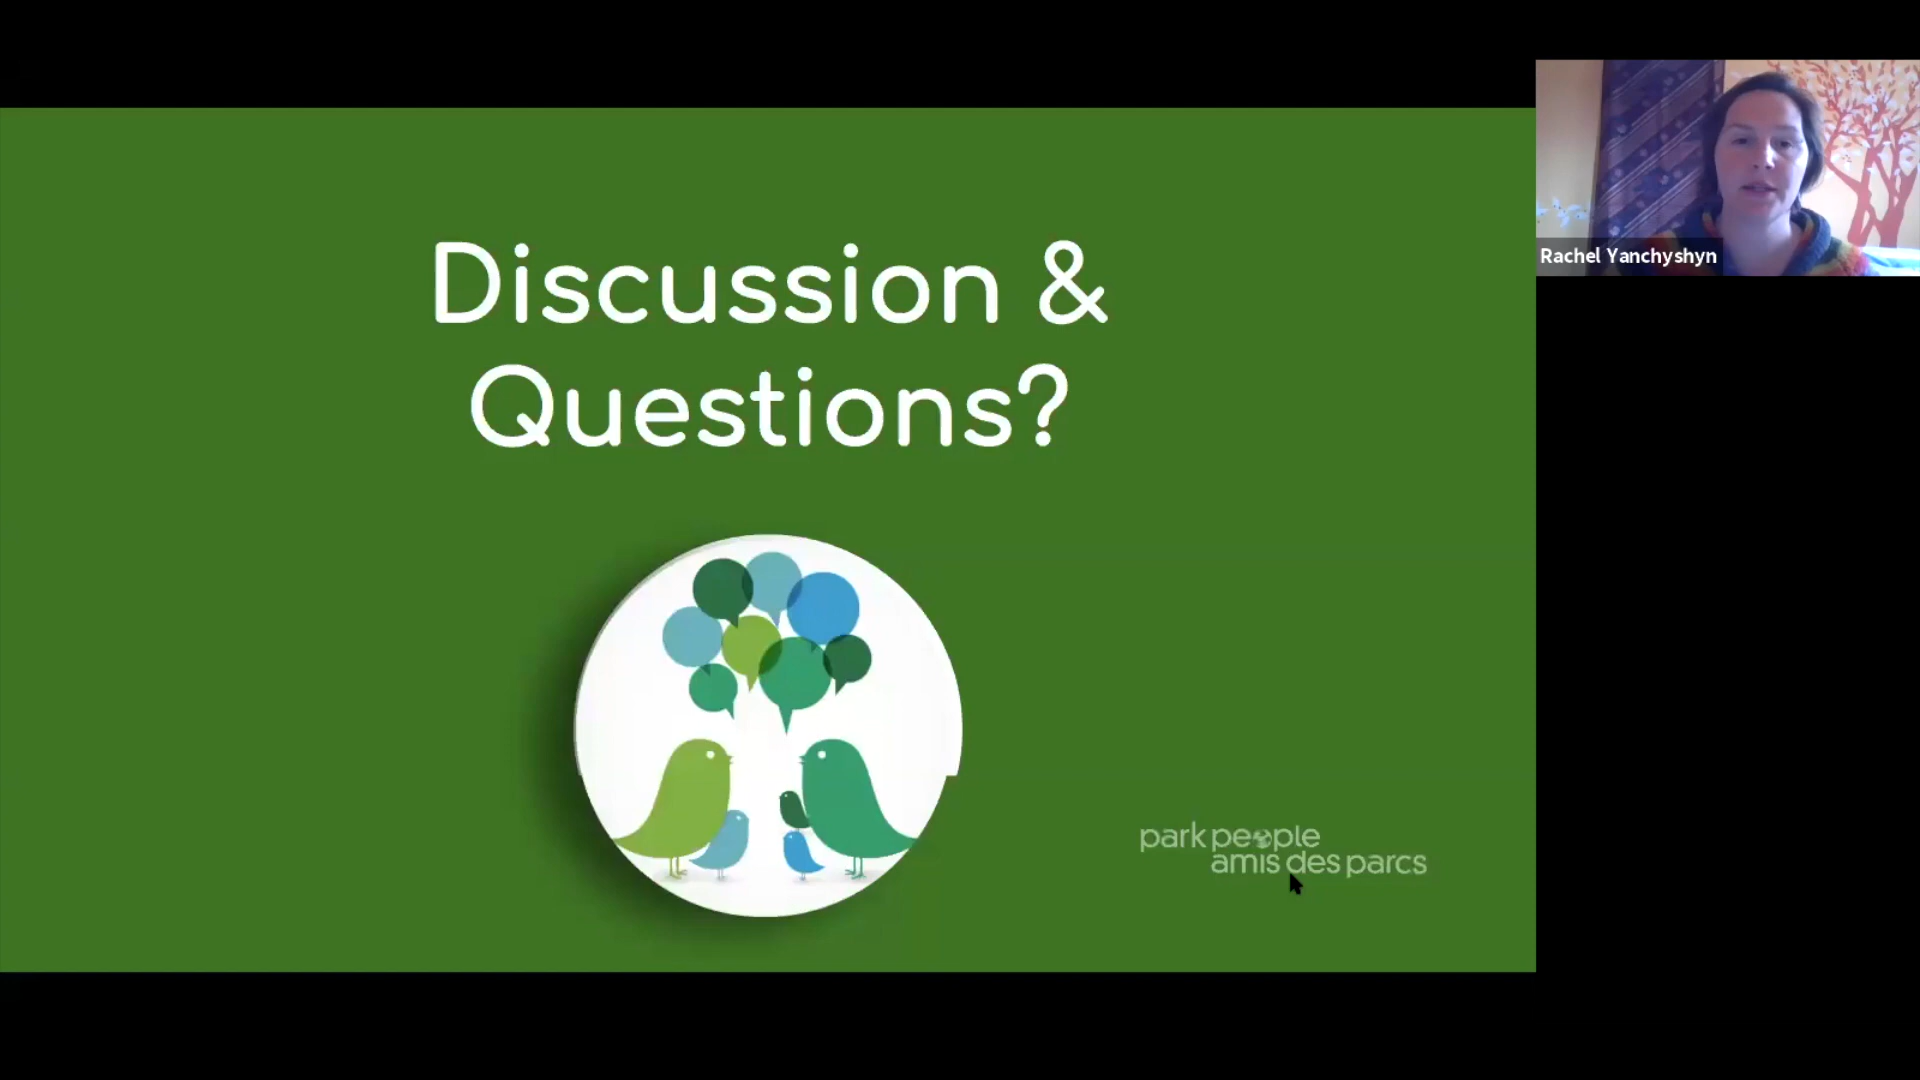 Discussion &
Questions?
Rachel Yanchyshyn
park people
amis des parcs